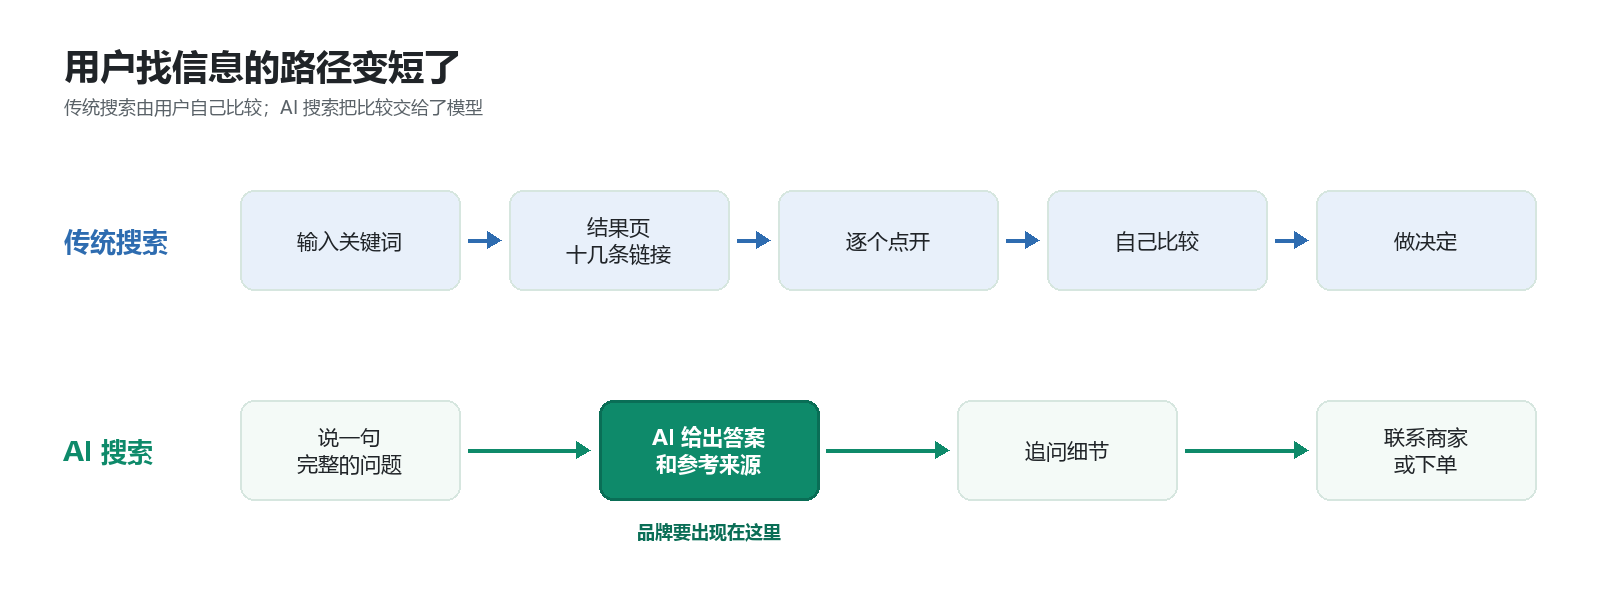 用户找信息的路径变短了
传统搜索由用户自己比较；AI 搜索把比较交给了模型
传统搜索
输入关键词
结果页
十几条链接
逐个点开
自己比较
做决定
AI 搜索
说一句
完整的问题
AI 给出答案
和参考来源
追问细节
联系商家
或下单
品牌要出现在这里